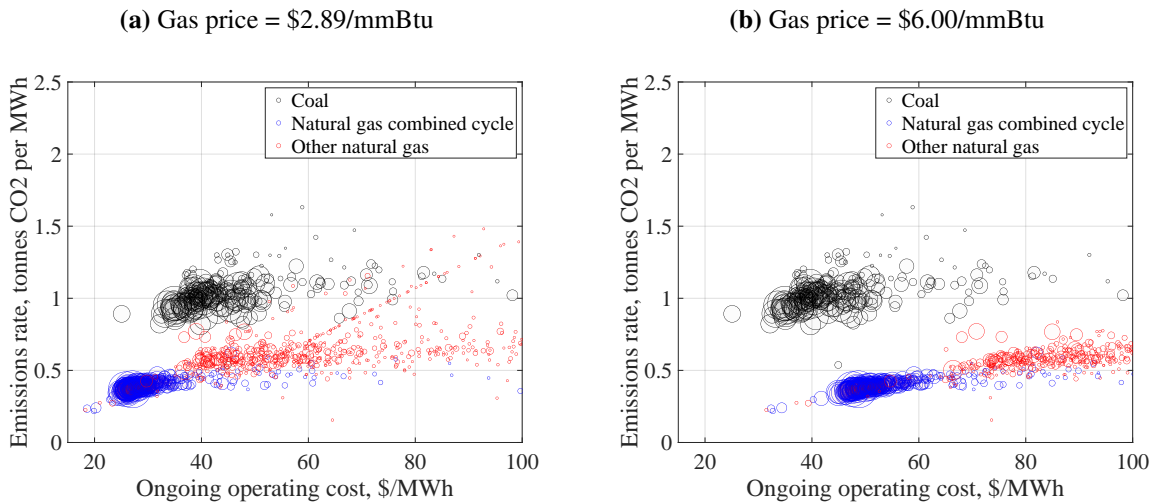 (a) Gas price = $2.89/mmBtu
Emissions rate, tonnes CO2 per MWh
2.5
2
1.5
1
0.5
0
Coal
Natural gas combined cycle
Other natural gas
20 40 60 80 100
Ongoing operating cost, $/MWh
(b) Gas price = $6.00/mmBtu
Emissions rate, tonnes CO2 per MWh
2.5
2
1.5
1
0.5
0
Coal
Natural gas combined cycle
Other natural gas
20 40 60 80 100
Ongoing operating cost, $/MWh